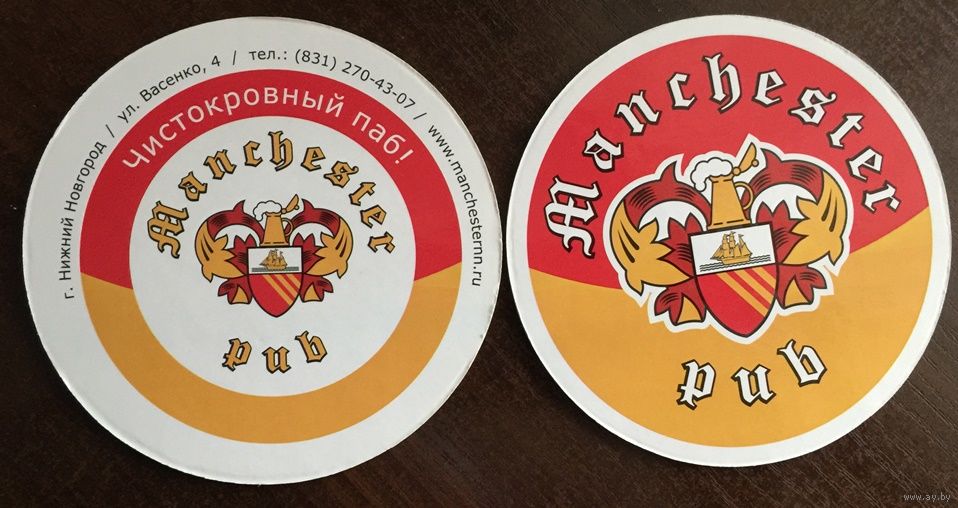 г. Нижний Новгород / ул. Васенко, 4 / тел.: (831) 270-43-07 / www.manchesternn.ru
Чистокровный паб!
Manchester
pub
Manchester
pub
www.ay.by